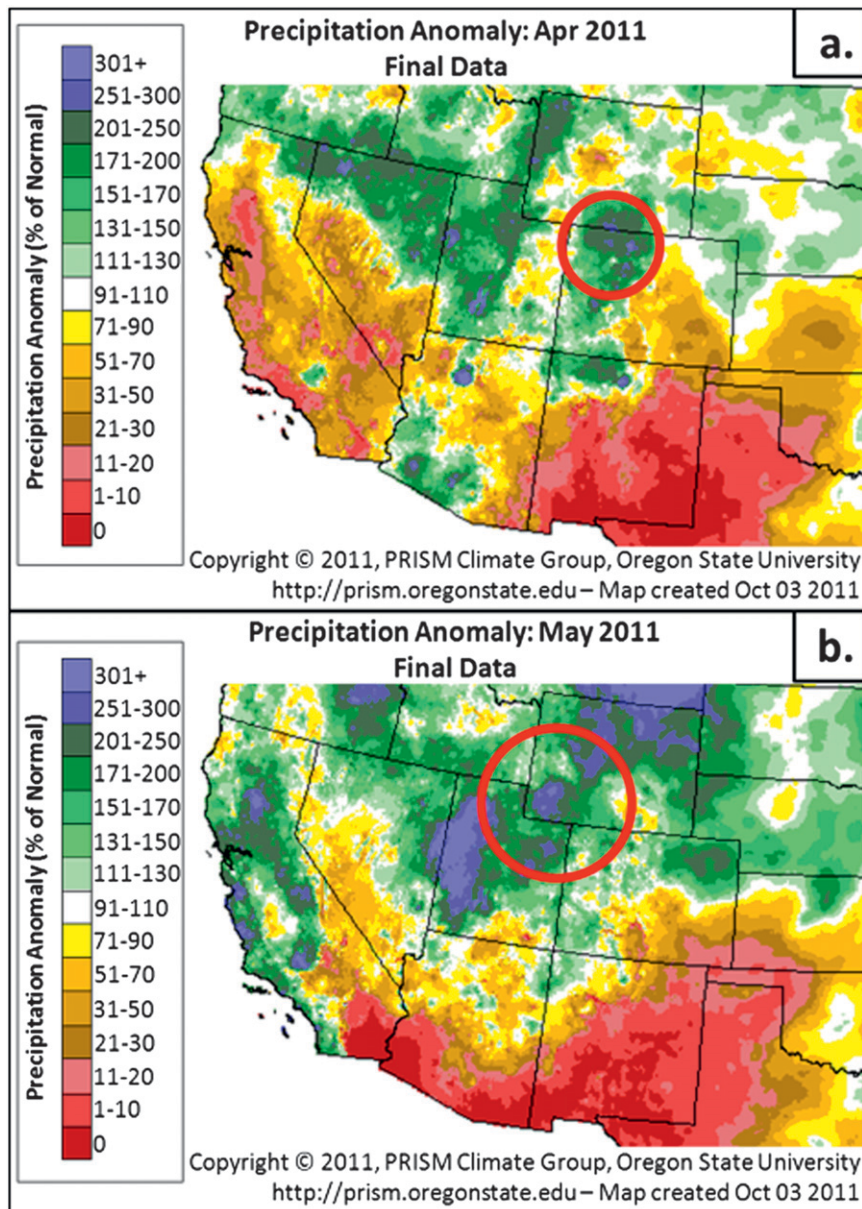 Precipitation Anomaly: Apr 2011
Final Data
a.
Precipitation Anomaly (% of Normal)
301+
251-300
201-250
171-200
151-170
131-150
111-130
91-110
71-90
51-70
31-50
21-30
11-20
1-10
0
Copyright © 2011, PRISM Climate Group, Oregon State University
http://prism.oregonstate.edu – Map created Oct 03 2011
Precipitation Anomaly: May 2011
Final Data
b.
Precipitation Anomaly (% of Normal)
301+
251-300
201-250
171-200
151-170
131-150
111-130
91-110
71-90
51-70
31-50
21-30
11-20
1-10
0
Copyright © 2011, PRISM Climate Group, Oregon State University
http://prism.oregonstate.edu – Map created Oct 03 2011